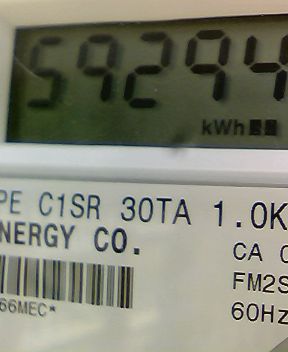 59294
kWh
PE C1SR 30TA 1.0K
NERGY CO.
CA
FM2S
66MEC*
60Hz